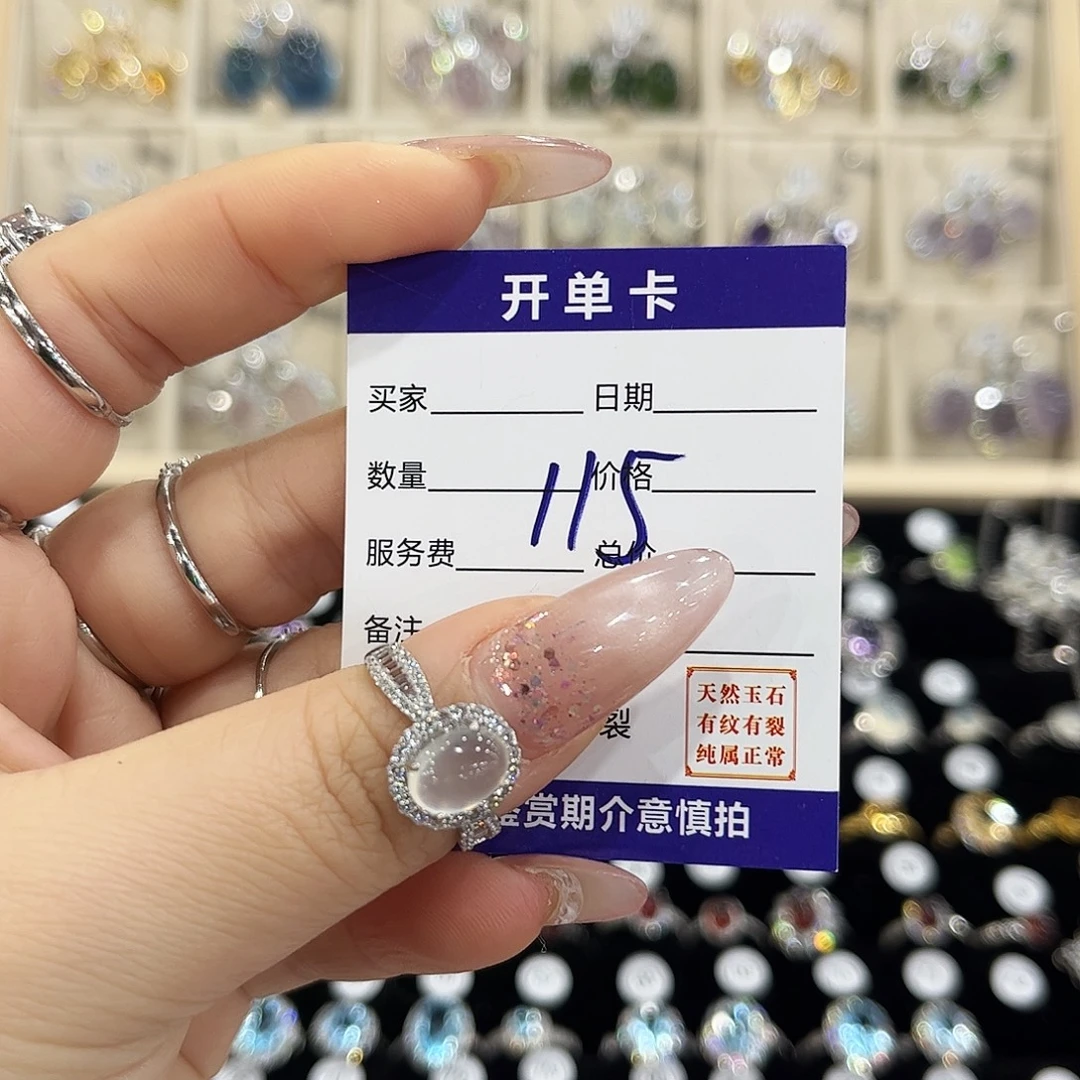 开单卡
买家 日期
数量 价格
115
服务费 总价
备注
裂
天然玉石
有纹有裂
纯属正常
赏期介意慎拍